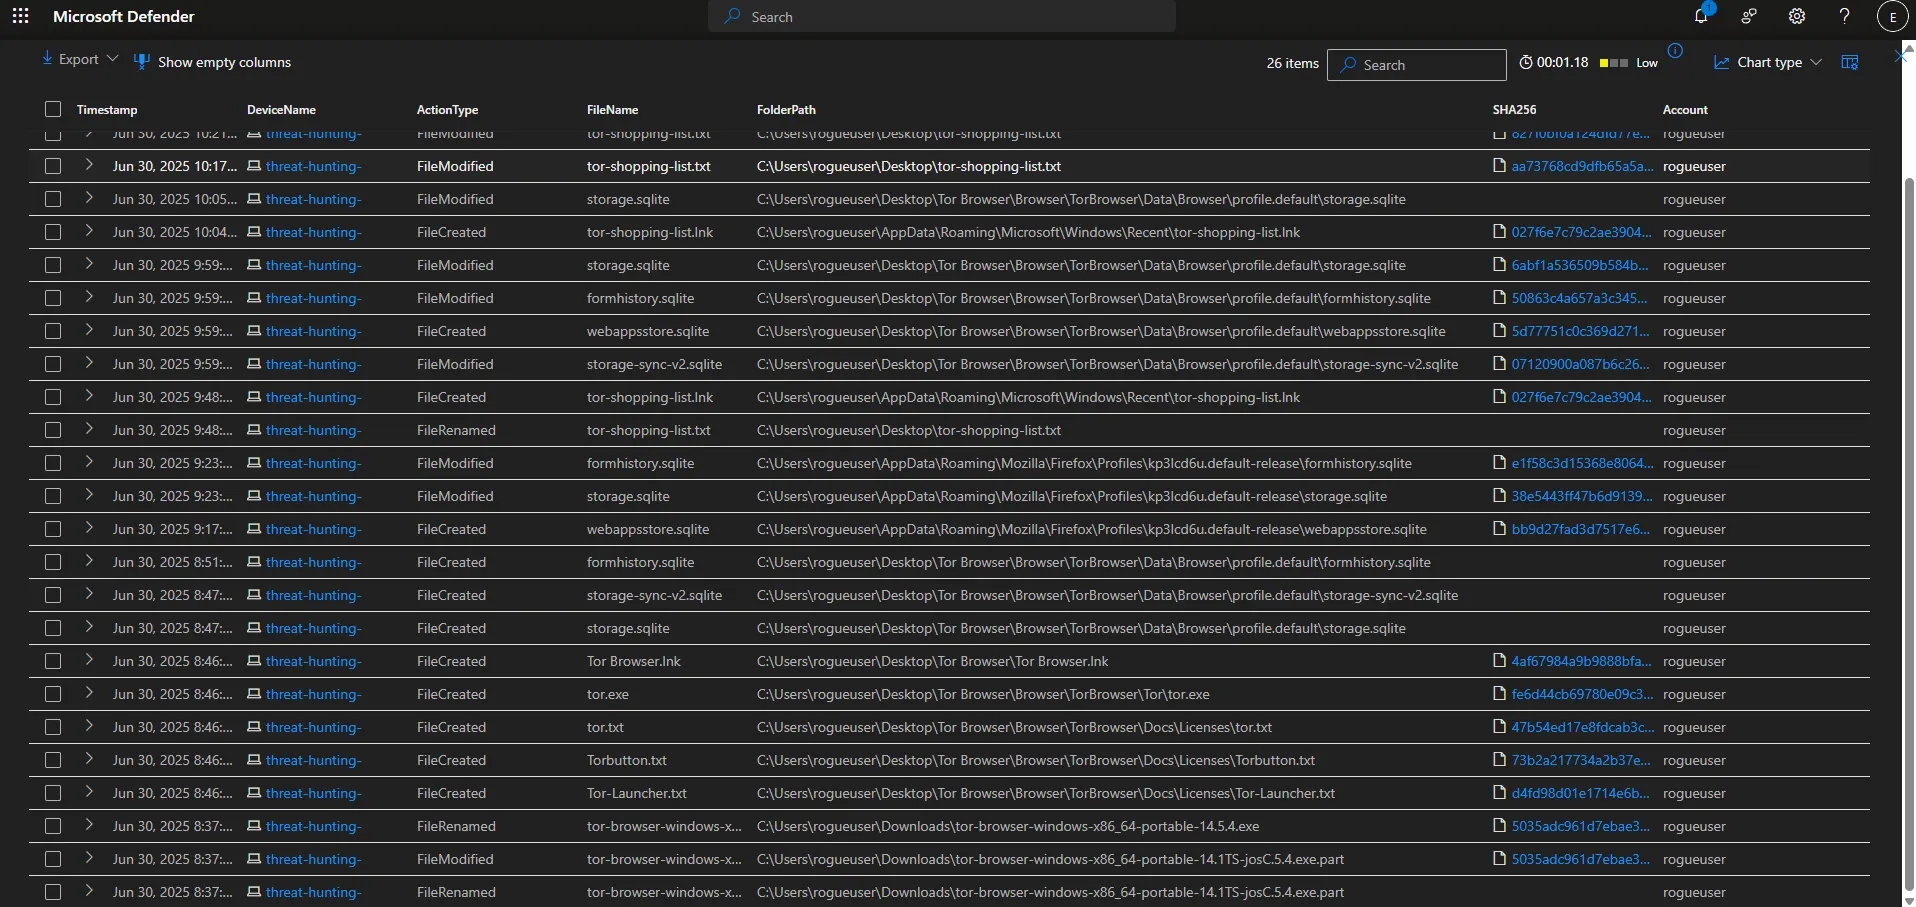 Microsoft Defender
Search
1
E
Export
Show empty columns
26 items
Search
00:01.18
Low
Chart type
Timestamp DeviceName ActionType FileName FolderPath SHA256 Account
Jun 30, 2025 10:21... threat-hunting- FileModified tor-shopping-list.txt C:\Users\rogueuser\Desktop\tor-shopping-list.txt 827f0bf0a124dfd77e... rogueuser
Jun 30, 2025 10:17... threat-hunting- FileModified tor-shopping-list.txt C:\Users\rogueuser\Desktop\tor-shopping-list.txt aa73768cd9dfb65a5a... rogueuser
Jun 30, 2025 10:05... threat-hunting- FileModified storage.sqlite C:\Users\rogueuser\Desktop\Tor Browser\Browser\TorBrowser\Data\Browser\profile.default\storage.sqlite rogueuser
Jun 30, 2025 10:04... threat-hunting- FileCreated tor-shopping-list.lnk C:\Users\rogueuser\AppData\Roaming\Microsoft\Windows\Recent\tor-shopping-list.lnk 027f6e7c79c2ae3904... rogueuser
Jun 30, 2025 9:59:... threat-hunting- FileModified storage.sqlite C:\Users\rogueuser\Desktop\Tor Browser\Browser\TorBrowser\Data\Browser\profile.default\storage.sqlite 6abf1a536509b584b... rogueuser
Jun 30, 2025 9:59:... threat-hunting- FileModified formhistory.sqlite C:\Users\rogueuser\Desktop\Tor Browser\Browser\TorBrowser\Data\Browser\profile.default\formhistory.sqlite 50863c4a657a3c345... rogueuser
Jun 30, 2025 9:59:... threat-hunting- FileCreated webappsstore.sqlite C:\Users\rogueuser\Desktop\Tor Browser\Browser\TorBrowser\Data\Browser\profile.default\webappsstore.sqlite 5d77751c0c369d271... rogueuser
Jun 30, 2025 9:59:... threat-hunting- FileModified storage-sync-v2.sqlite C:\Users\rogueuser\Desktop\Tor Browser\Browser\TorBrowser\Data\Browser\profile.default\storage-sync-v2.sqlite 07120900a087b6c26... rogueuser
Jun 30, 2025 9:48:... threat-hunting- FileCreated tor-shopping-list.lnk C:\Users\rogueuser\AppData\Roaming\Microsoft\Windows\Recent\tor-shopping-list.lnk 027f6e7c79c2ae3904... rogueuser
Jun 30, 2025 9:48:... threat-hunting- FileRenamed tor-shopping-list.txt C:\Users\rogueuser\Desktop\tor-shopping-list.txt rogueuser
Jun 30, 2025 9:23:... threat-hunting- FileModified formhistory.sqlite C:\Users\rogueuser\AppData\Roaming\Mozilla\Firefox\Profiles\kp3lcd6u.default-release\formhistory.sqlite e1f58c3d15368e8064... rogueuser
Jun 30, 2025 9:23:... threat-hunting- FileModified storage.sqlite C:\Users\rogueuser\AppData\Roaming\Mozilla\Firefox\Profiles\kp3lcd6u.default-release\storage.sqlite 38e5443ff47b6d9139... rogueuser
Jun 30, 2025 9:17:... threat-hunting- FileCreated webappsstore.sqlite C:\Users\rogueuser\AppData\Roaming\Mozilla\Firefox\Profiles\kp3lcd6u.default-release\webappsstore.sqlite bb9d27fad3d7517e6... rogueuser
Jun 30, 2025 8:51:... threat-hunting- FileCreated formhistory.sqlite C:\Users\rogueuser\Desktop\Tor Browser\Browser\TorBrowser\Data\Browser\profile.default\formhistory.sqlite rogueuser
Jun 30, 2025 8:47:... threat-hunting- FileCreated storage-sync-v2.sqlite C:\Users\rogueuser\Desktop\Tor Browser\Browser\TorBrowser\Data\Browser\profile.default\storage-sync-v2.sqlite rogueuser
Jun 30, 2025 8:47:... threat-hunting- FileCreated storage.sqlite C:\Users\rogueuser\Desktop\Tor Browser\Browser\TorBrowser\Data\Browser\profile.default\storage.sqlite rogueuser
Jun 30, 2025 8:46:... threat-hunting- FileCreated Tor Browser.lnk C:\Users\rogueuser\Desktop\Tor Browser\Tor Browser.lnk 4af67984a9b9888bfa... rogueuser
Jun 30, 2025 8:46:... threat-hunting- FileCreated tor.exe C:\Users\rogueuser\Desktop\Tor Browser\Browser\TorBrowser\Tor\tor.exe fe6d44cb69780e09c3... rogueuser
Jun 30, 2025 8:46:... threat-hunting- FileCreated tor.txt C:\Users\rogueuser\Desktop\Tor Browser\Browser\TorBrowser\Docs\Licenses\tor.txt 47b54ed17e8fdcab3c... rogueuser
Jun 30, 2025 8:46:... threat-hunting- FileCreated Torbutton.txt C:\Users\rogueuser\Desktop\Tor Browser\Browser\TorBrowser\Docs\Licenses\Torbutton.txt 73b2a217734a2b37e... rogueuser
Jun 30, 2025 8:46:... threat-hunting- FileCreated Tor-Launcher.txt C:\Users\rogueuser\Desktop\Tor Browser\Browser\TorBrowser\Docs\Licenses\Tor-Launcher.txt d4fd98d01e1714e6b... rogueuser
Jun 30, 2025 8:37:... threat-hunting- FileRenamed tor-browser-windows-x... C:\Users\rogueuser\Downloads\tor-browser-windows-x86_64-portable-14.5.4.exe 5035adc961d7ebae3... rogueuser
Jun 30, 2025 8:37:... threat-hunting- FileModified tor-browser-windows-x... C:\Users\rogueuser\Downloads\tor-browser-windows-x86_64-portable-14.1TS-josC.5.4.exe.part 5035adc961d7ebae3... rogueuser
Jun 30, 2025 8:37:... threat-hunting- FileRenamed tor-browser-windows-x... C:\Users\rogueuser\Downloads\tor-browser-windows-x86_64-portable-14.1TS-josC.5.4.exe.part rogueuser